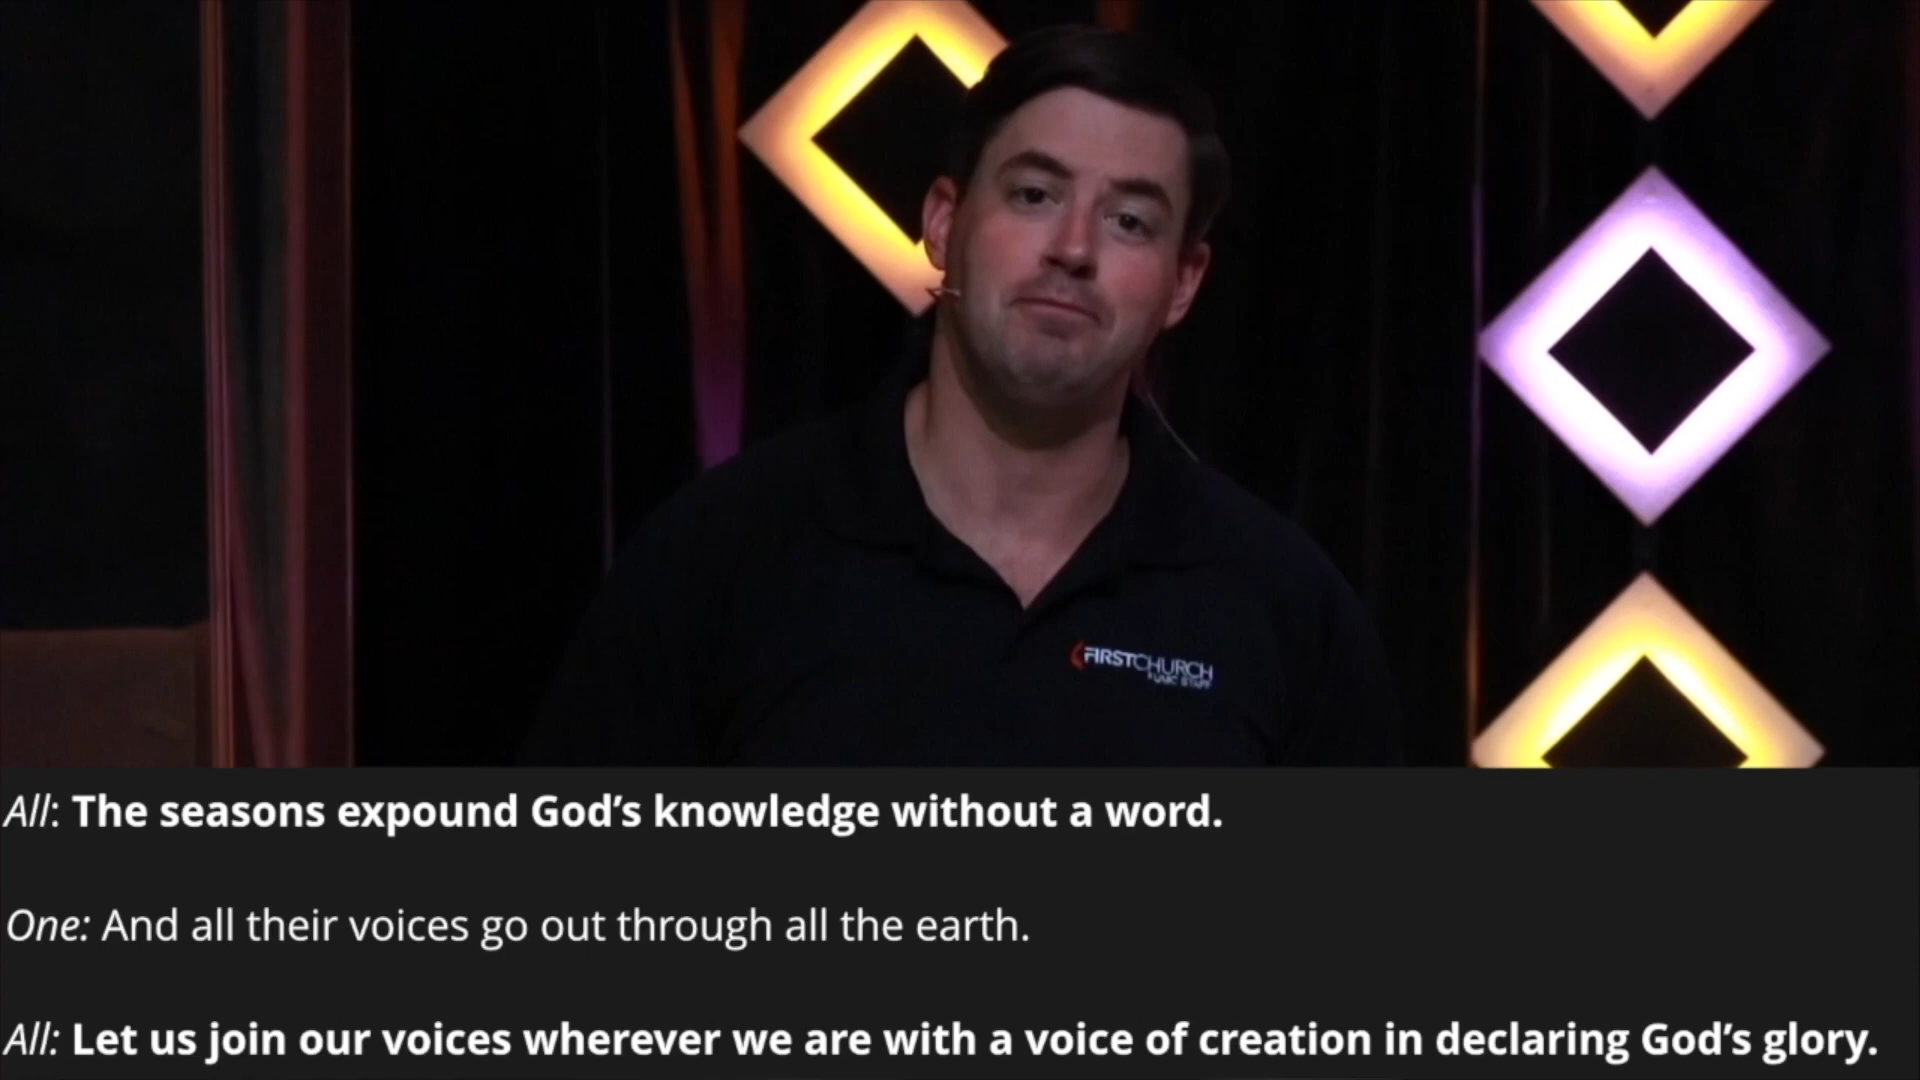 FIRSTCHURCH
All: The seasons expound God’s knowledge without a word.
One: And all their voices go out through all the earth.
All: Let us join our voices wherever we are with a voice of creation in declaring God’s glory.